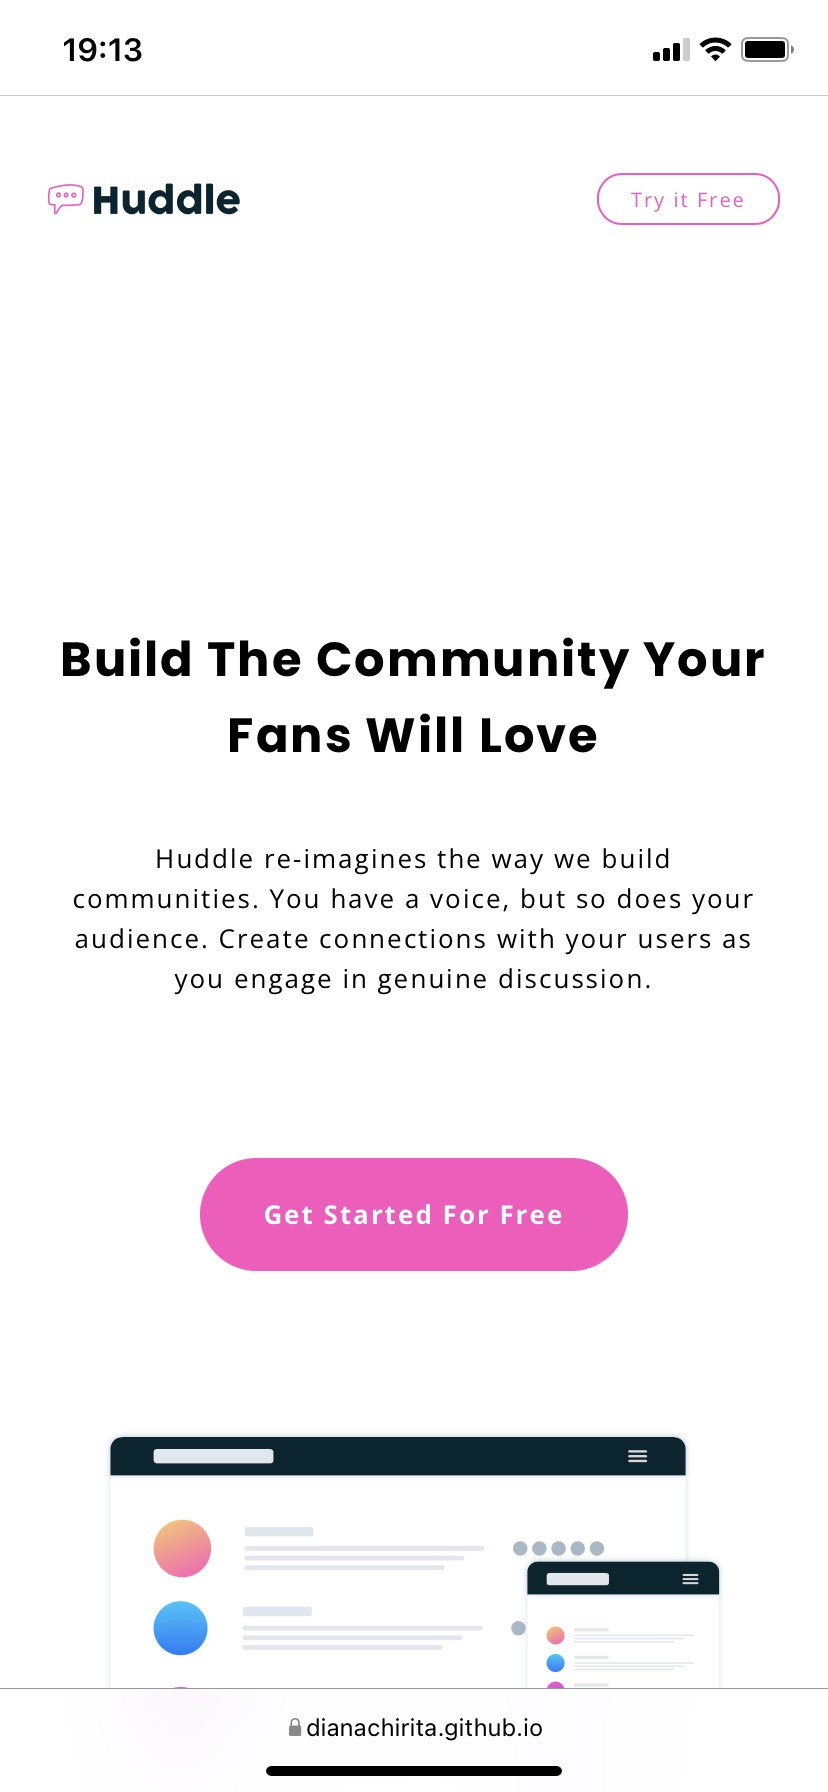 19:13
Huddle
Try it Free
Build The Community Your
Fans Will Love
Huddle re-imagines the way we build
communities. You have a voice, but so does your
audience. Create connections with your users as
you engage in genuine discussion.
Get Started For Free
dianachirita.github.io